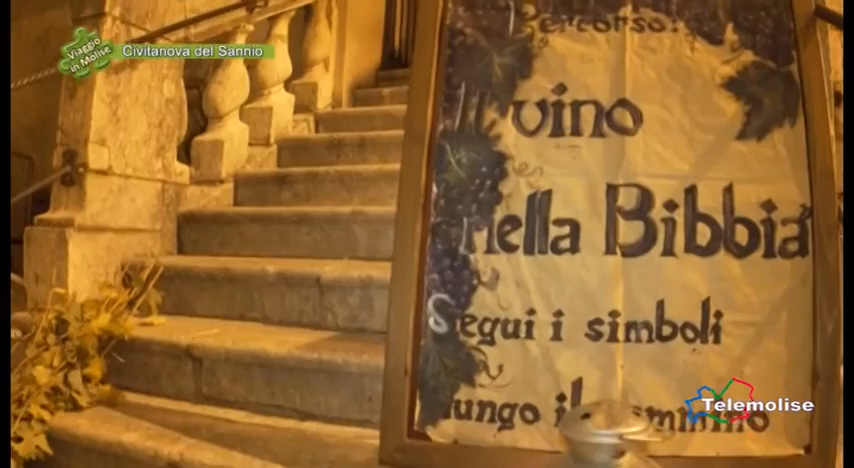 Viaggio
in Molise
Civitanova del Sannio
Percorso:
Il vino
nella Bibbia
Segui i simboli
lungo il cammino
Telemolise